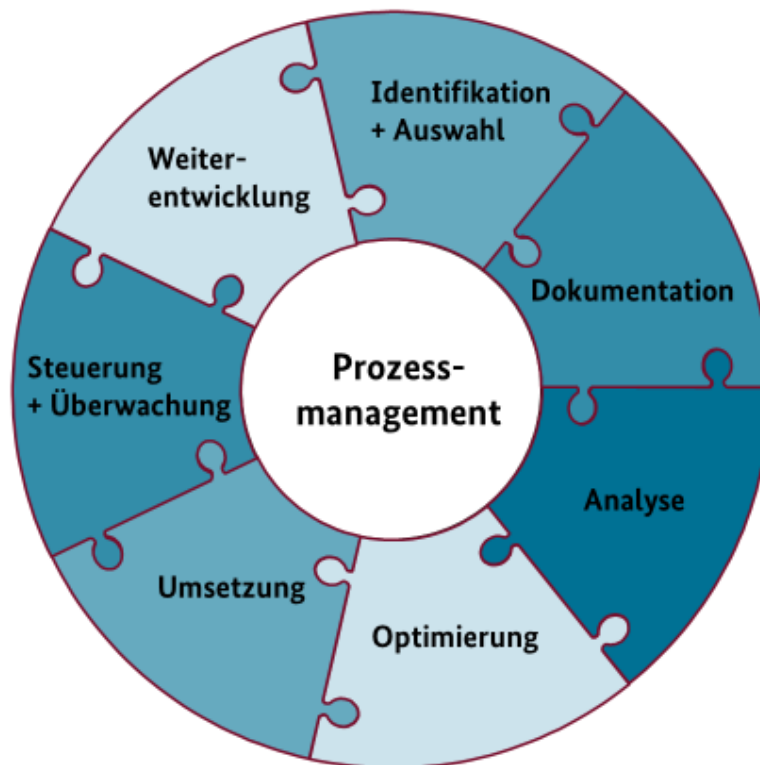 Identifikation
+ Auswahl
Dokumentation
Analyse
Optimierung
Umsetzung
Steuerung
+ Überwachung
Weiter-
entwicklung
Prozess-
management